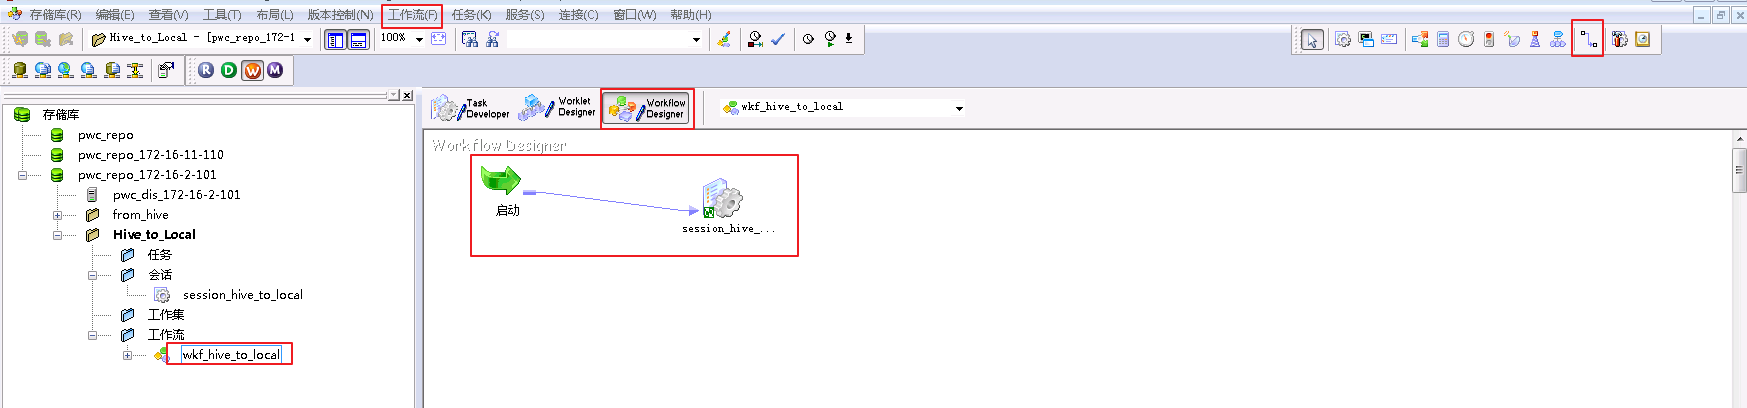 存储库(R) 编辑(E) 查看(V) 工具(T) 布局(L) 版本控制(N) 工作流(F) 任务(K) 服务(S) 连接(C) 窗口(W) 帮助(H)
Hive_to_Local - [pwc_repo_172-1 100%
R D W M
Task Developer Worklet Designer Workflow Designer wkf_hive_to_local
存储库
pwc_repo
pwc_repo_172-16-11-110
pwc_repo_172-16-2-101
pwc_dis_172-16-2-101
from_hive
Hive_to_Local
任务
会话
session_hive_to_local
工作集
工作流
wkf_hive_to_local
Workflow Designer
启动
session_hive_...